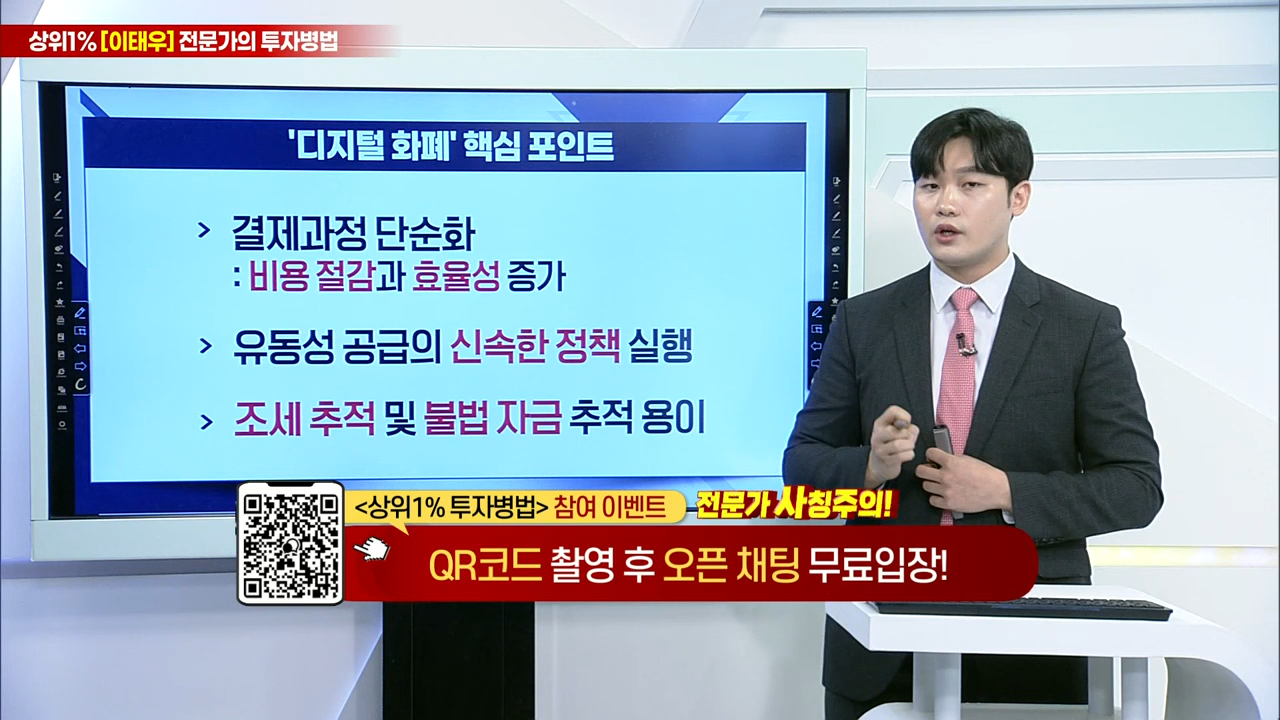 상위1% [이태우] 전문가의 투자병법
'디지털 화폐' 핵심 포인트
> 결제과정 단순화
: 비용 절감과 효율성 증가
> 유동성 공급의 신속한 정책 실행
> 조세 추적 및 불법 자금 추적 용이
<상위1% 투자병법> 참여 이벤트
전문가 사칭주의!
QR코드 촬영 후 오픈 채팅 무료입장!